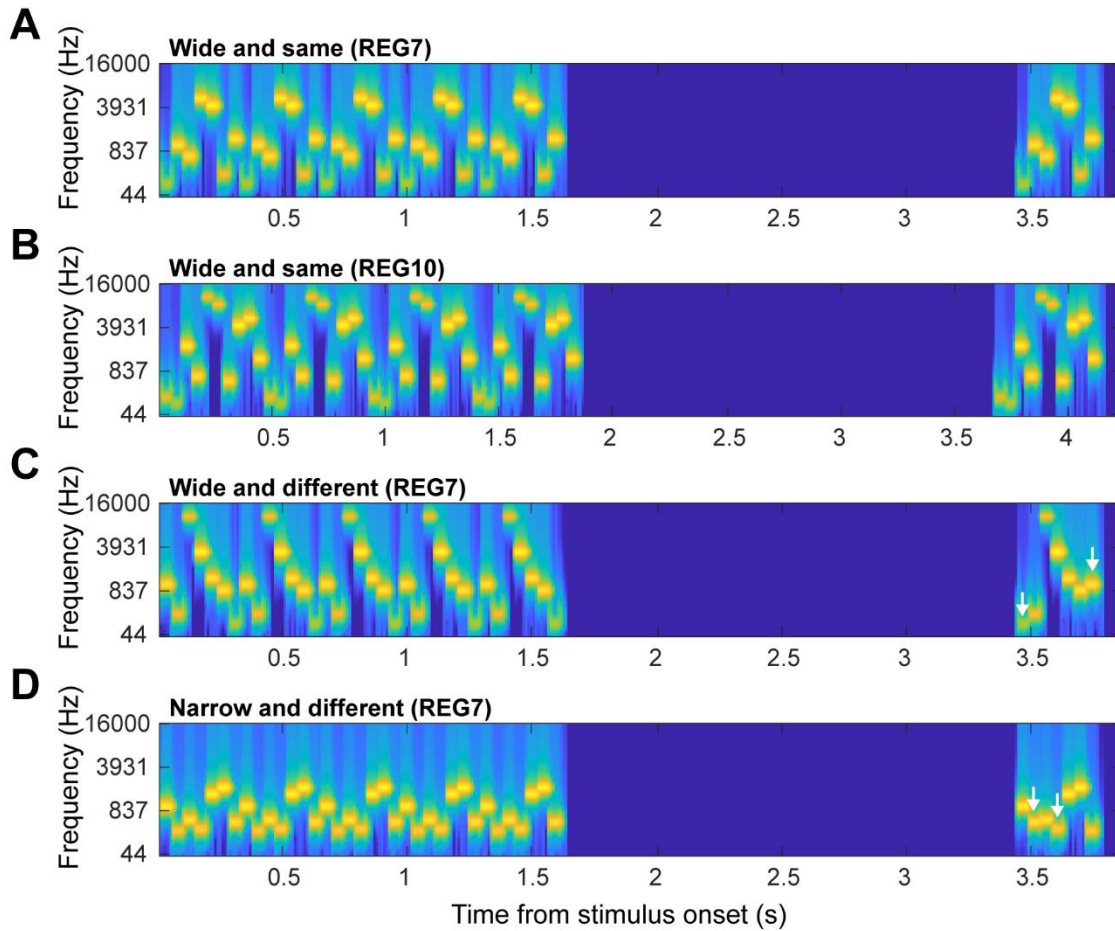 A
Wide and same (REG7)
Frequency (Hz)
16000
3931
837
44
0.5 1 1.5 2 2.5 3 3.5
B
Wide and same (REG10)
Frequency (Hz)
16000
3931
837
44
0.5 1 1.5 2 2.5 3 3.5 4
C
Wide and different (REG7)
Frequency (Hz)
16000
3931
837
44
0.5 1 1.5 2 2.5 3 3.5
D
Narrow and different (REG7)
Frequency (Hz)
16000
3931
837
44
0.5 1 1.5 2 2.5 3 3.5
Time from stimulus onset (s)